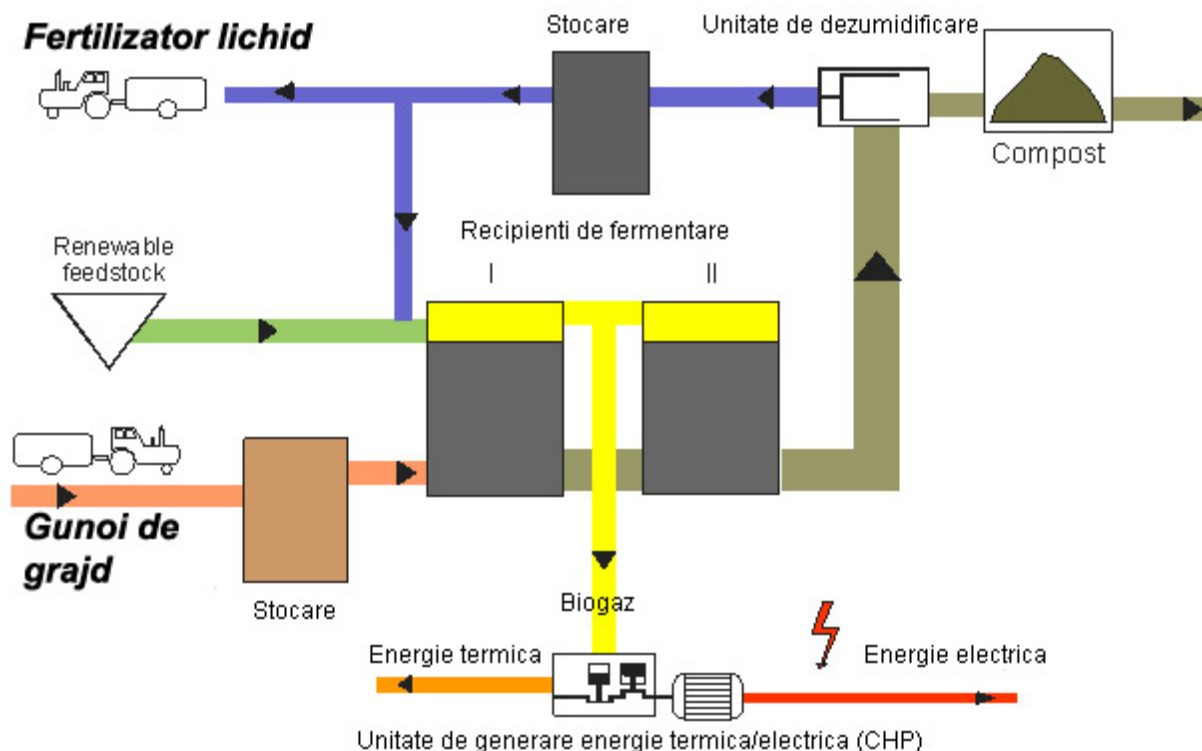 Fertilizator lichid
Stocare
Unitate de dezumidificare
Compost
Recipienti de fermentare
I
II
Renewable
feedstock
Gunoi de
grajd
Stocare
Biogaz
Energie termica
Energie electrica
Unitate de generare energie termica/electrica (CHP)